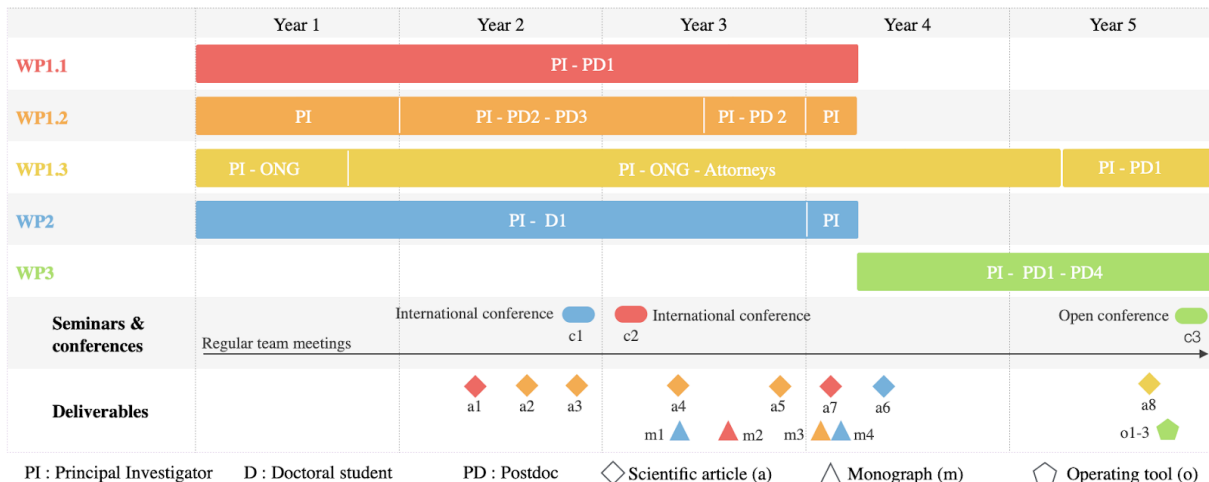 Year 1 Year 2 Year 3 Year 4 Year 5
WP1.1 PI - PD1
WP1.2 PI PI - PD2 - PD3 PI - PD 2 PI
WP1.3 PI - ONG PI - ONG - Attorneys PI - PD1
WP2 PI - D1 PI
WP3 PI - PD1 - PD4
Seminars &
conferences
International conference c1 c2 International conference Open conference c3
Regular team meetings
Deliverables
a1 a2 a3 a4 a5 a7 a6 a8
m1 m2 m3 m4 o1-3
PI : Principal Investigator D : Doctoral student PD : Postdoc Scientific article (a) Monograph (m) Operating tool (o)